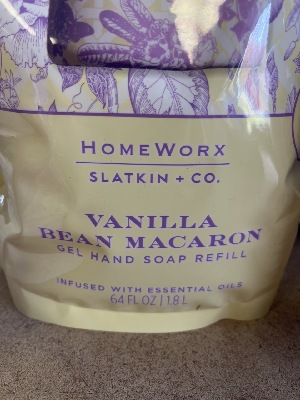 HOMEWORX
SLATKIN + CO.
VANILLA
BEAN MACARON
GEL HAND SOAP REFILL
INFUSED WITH ESSENTIAL OILS
64 FL OZ | 1.8 L